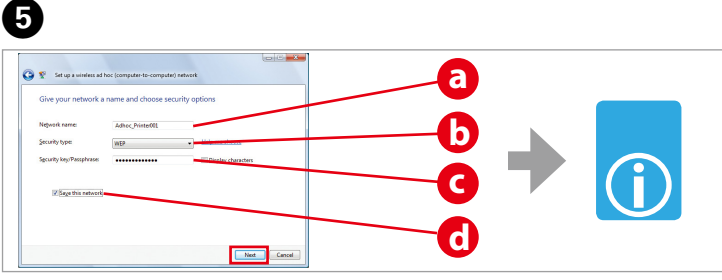 5
Set up a wireless ad hoc (computer-to-computer) network
Give your network a name and choose security options
Network name: Adhoc_Printer001
Security type: WEP
Security key/Passphrase: ••••••••••••• Display characters
Save this network
Next Cancel
a
b
c
d
i